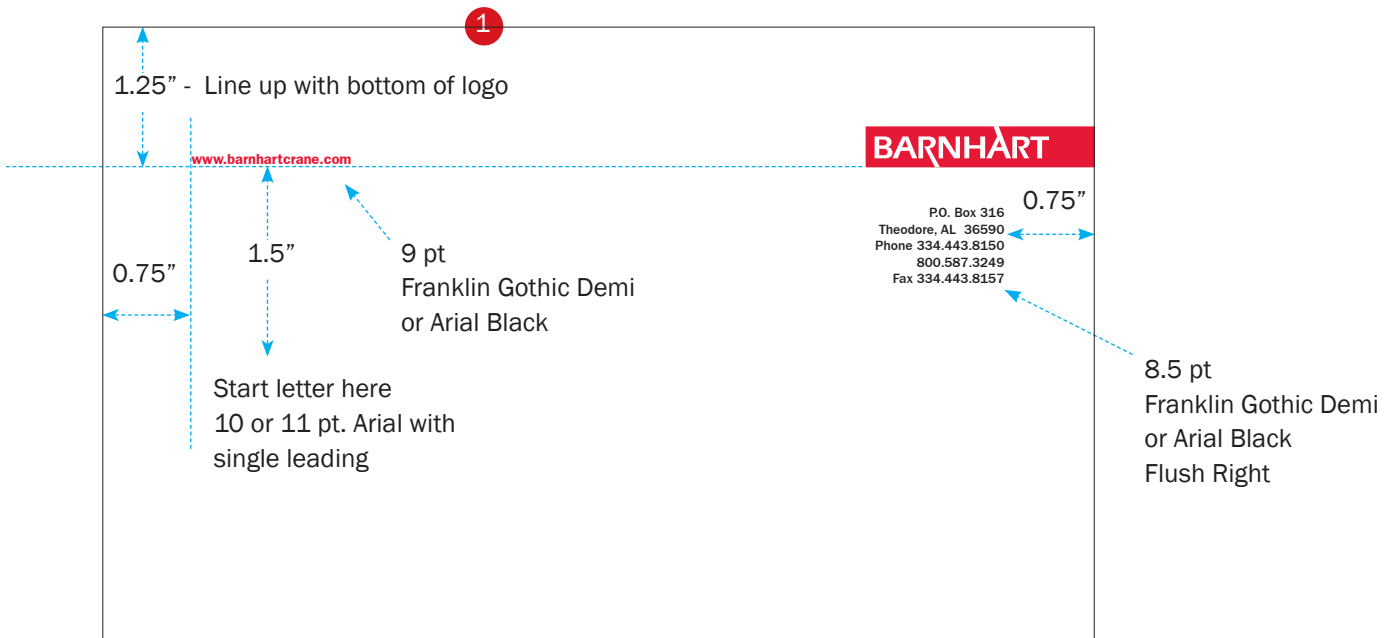 1
1.25” -  Line up with bottom of logo
BARNHART
www.barnhartcrane.com
0.75”
P.O. Box 316
Theodore, AL  36590
Phone 334.443.8150
800.587.3249
Fax 334.443.8157
0.75”
1.5”
9 pt
Franklin Gothic Demi
or Arial Black
8.5 pt
Franklin Gothic Demi
or Arial Black
Flush Right
Start letter here
10 or 11 pt. Arial with
single leading